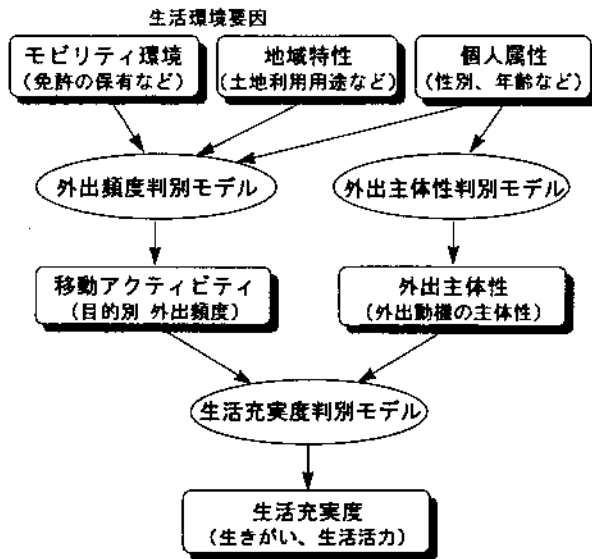 生活環境要因
モビリティ環境
(免許の保有など)
地域特性
(土地利用用途など)
個人属性
(性別、年齢など)
外出頻度判別モデル
外出主体性判別モデル
移動アクティビティ
(目的別 外出頻度)
外出主体性
(外出動機の主体性)
生活充実度判別モデル
生活充実度
(生きがい、生活活力)